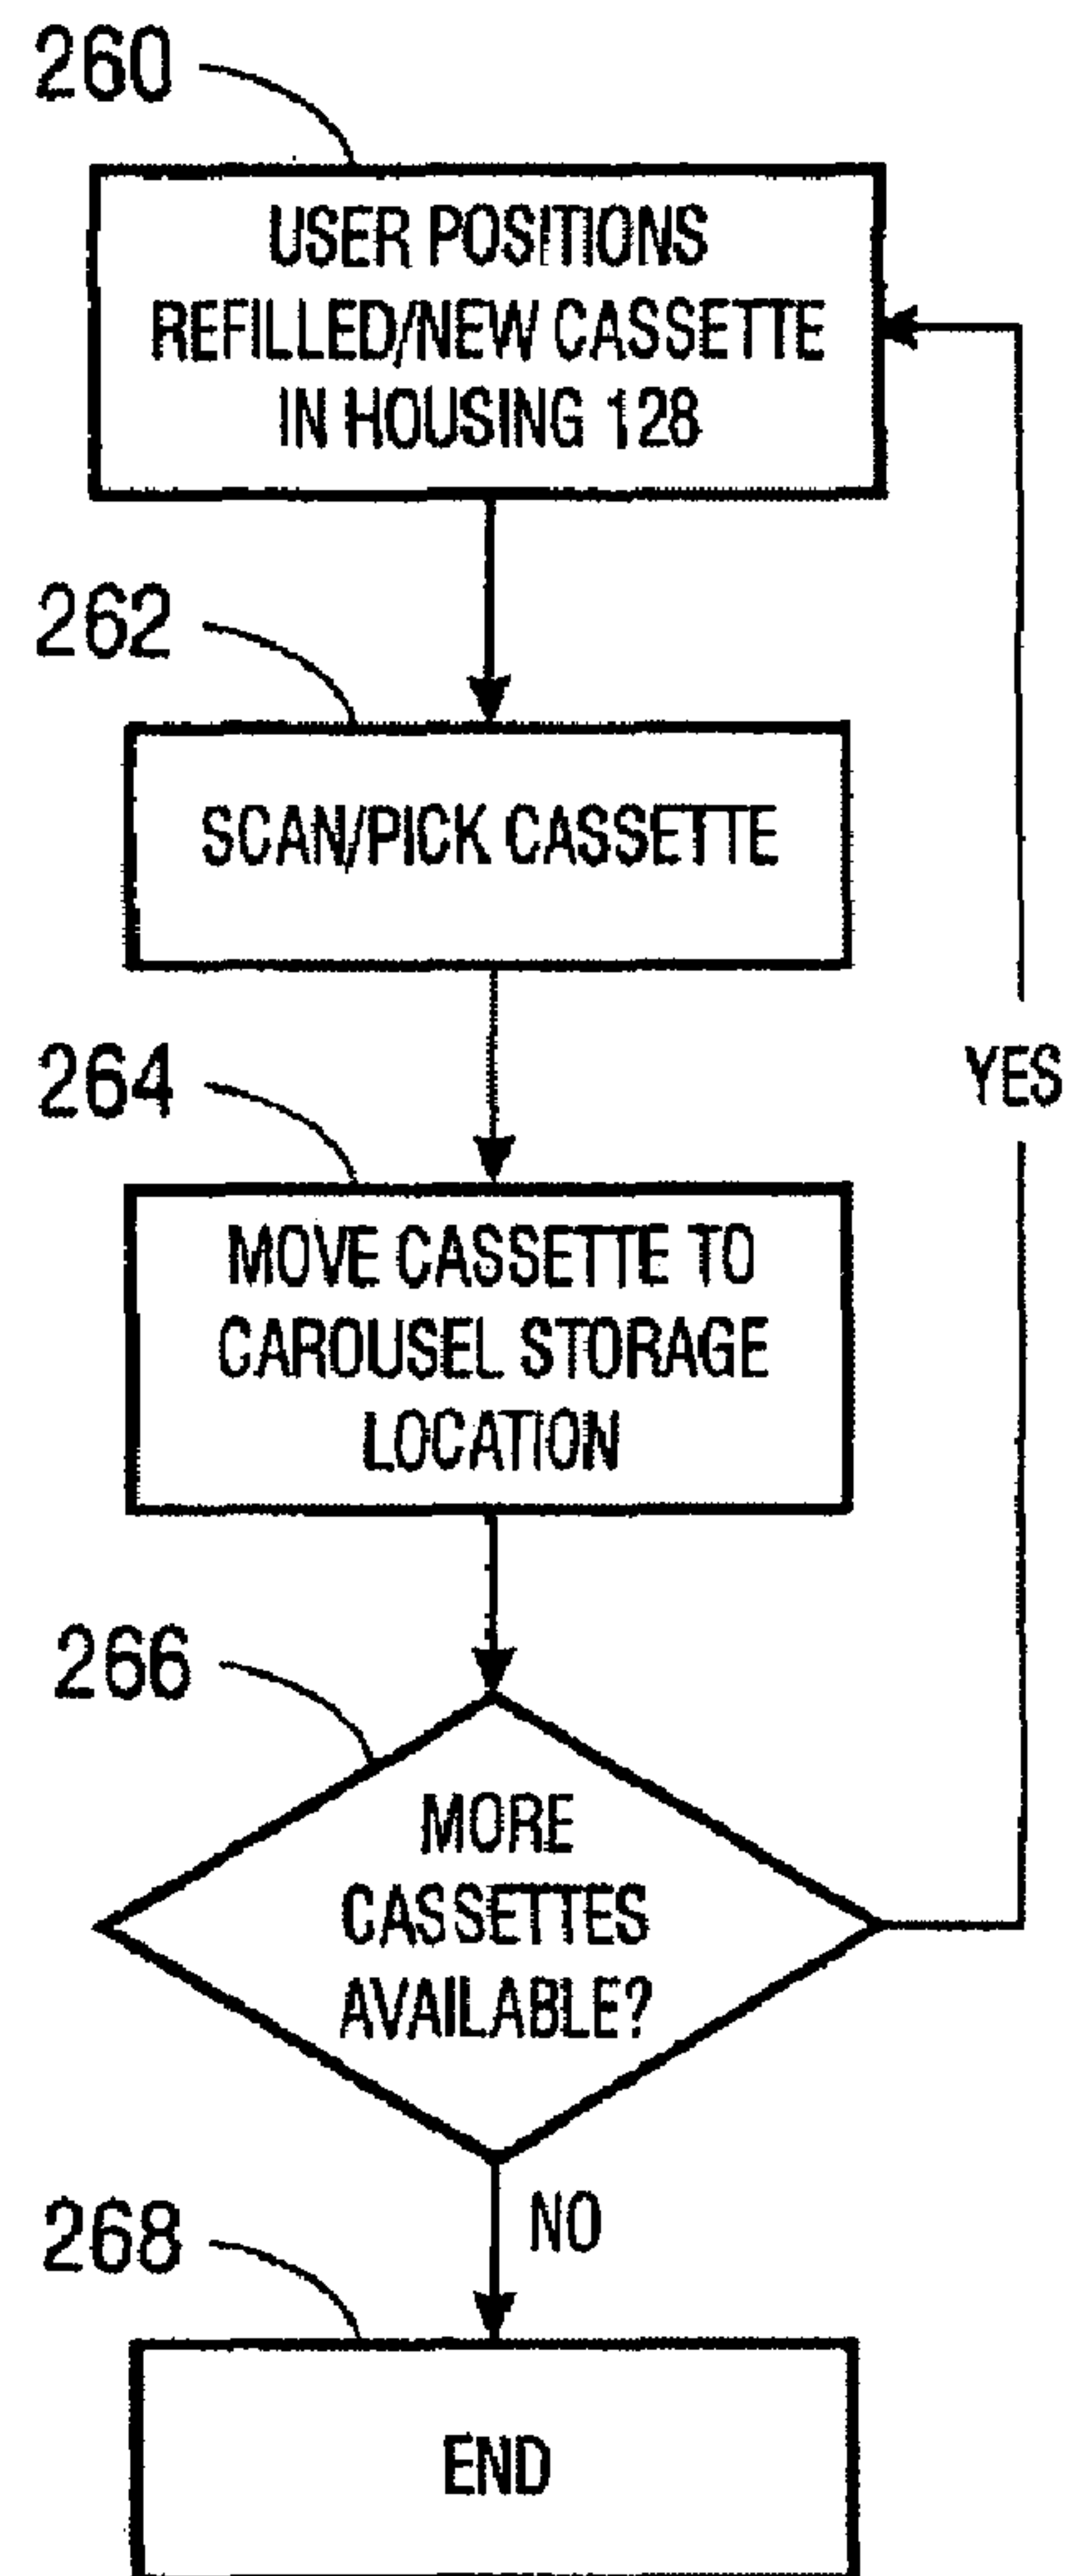 260
USER POSITIONS
REFILLED/NEW CASSETTE
IN HOUSING 128
262
SCAN/PICK CASSETTE
264
MOVE CASSETTE TO
CAROUSEL STORAGE
LOCATION
YES
266
MORE
CASSETTES
AVAILABLE?
NO
268
END